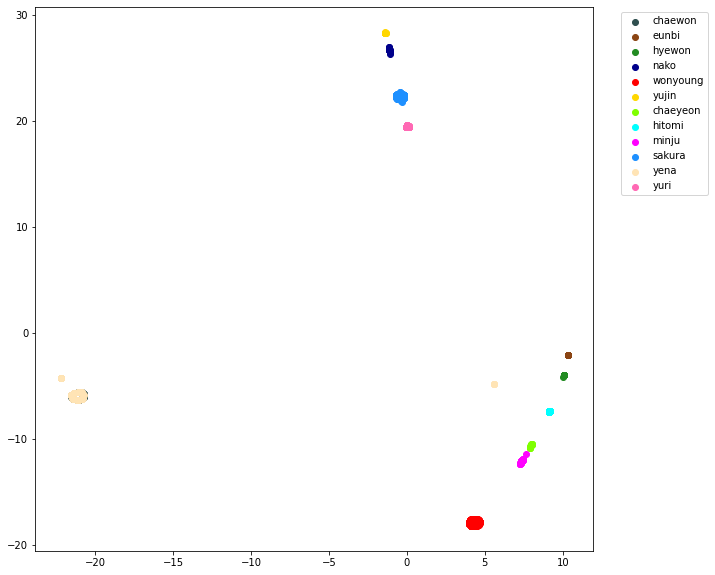 30
20
10
0
−10
−20
−20
−15
−10
−5
0
5
10
chaewon
eunbi
hyewon
nako
wonyoung
yujin
chaeyeon
hitomi
minju
sakura
yena
yuri